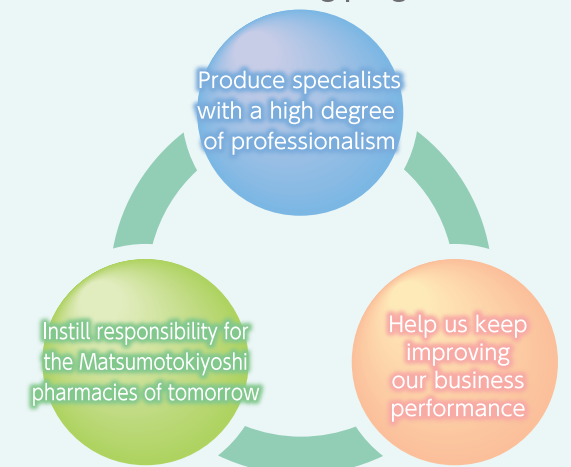 Produce specialists
with a high degree
of professionalism
Instill responsibility for
the Matsumotokiyoshi
pharmacies of tomorrow
Help us keep
improving
our business
performance